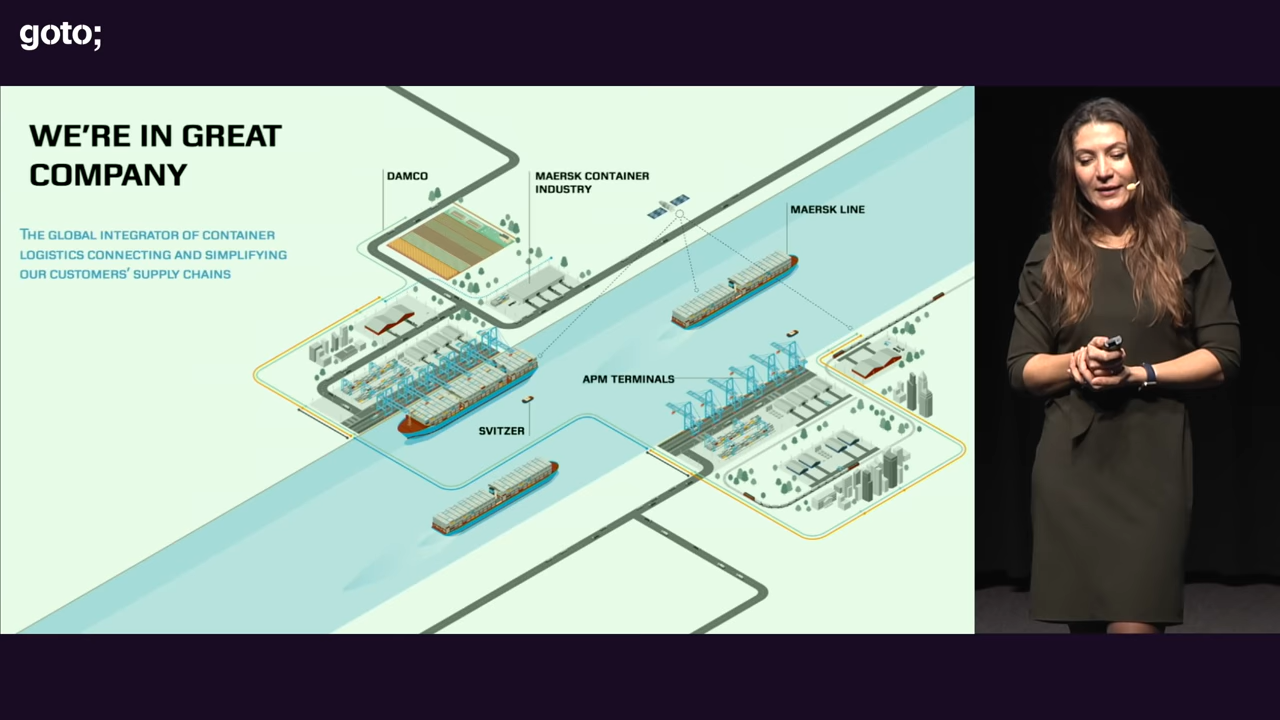 goto;
WE'RE IN GREAT
COMPANY
THE GLOBAL INTEGRATOR OF CONTAINER
LOGISTICS CONNECTING AND SIMPLIFYING
OUR CUSTOMERS' SUPPLY CHAINS
DAMCO
MAERSK CONTAINER
INDUSTRY
MAERSK LINE
APM TERMINALS
SVITZER